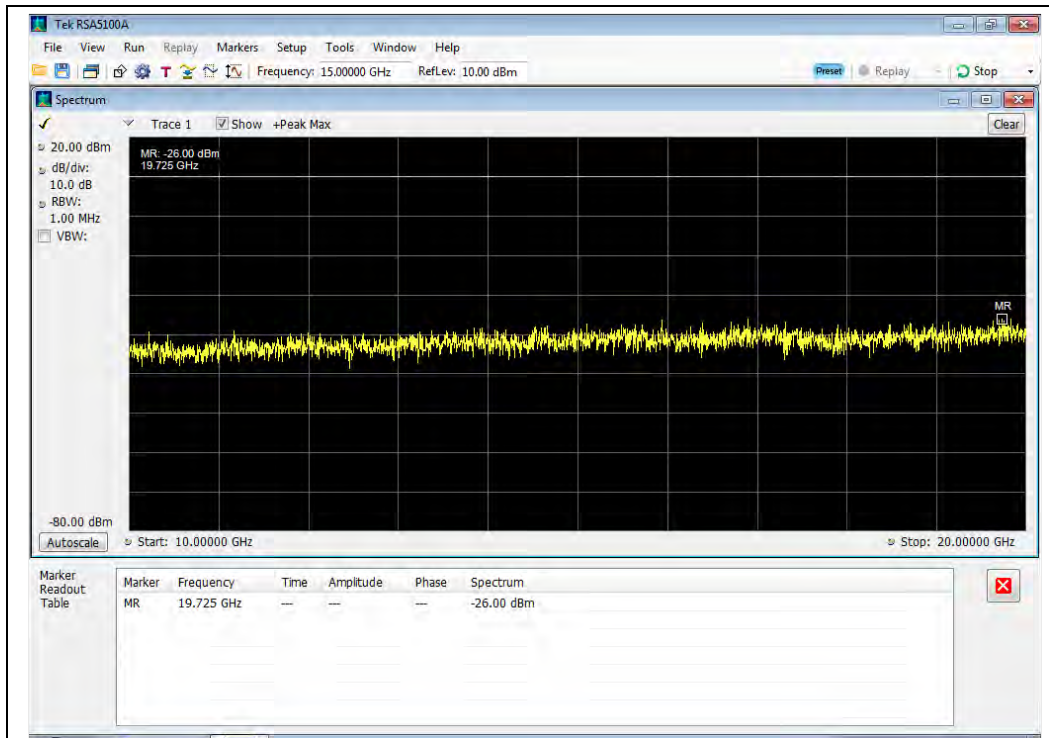 Tek RSA5100A
File View Run Replay Markers Setup Tools Window Help
T Frequency: 15.00000 GHz RefLev: 10.00 dBm Preset Replay Stop
Spectrum
Trace 1 Show +Peak Max Clear
20.00 dBm
MR: -26.00 dBm
19.725 GHz
dB/div:
10.0 dB
RBW:
1.00 MHz
VBW:
MR
-80.00 dBm
Autoscale Start: 10.00000 GHz Stop: 20.00000 GHz
Marker
Readout
Table
Marker Frequency Time Amplitude Phase Spectrum
MR 19.725 GHz --- --- --- -26.00 dBm